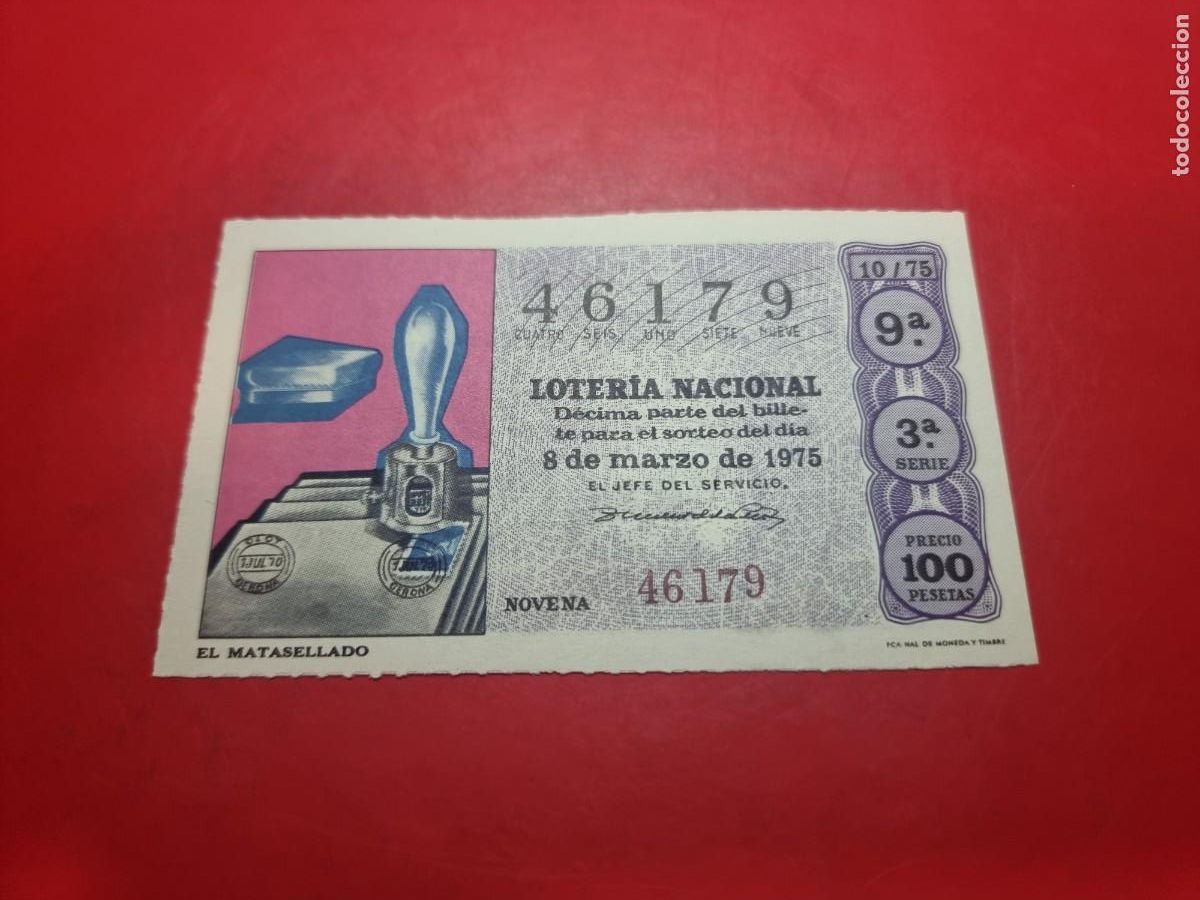 todocoleccion
10/75
46179
CUATRO SEIS UNO SIETE NUEVE
9ª
LOTERÍA NACIONAL
Décima parte del bille-
te para el sorteo del día
8 de marzo de 1975
EL JEFE DEL SERVICIO.
3ª
SERIE
PRECIO
100
PESETAS
NOVENA 46179
GERONA
GERONA
EL MATASELLADO
FCA NAL DE MONEDA Y TIMBRE